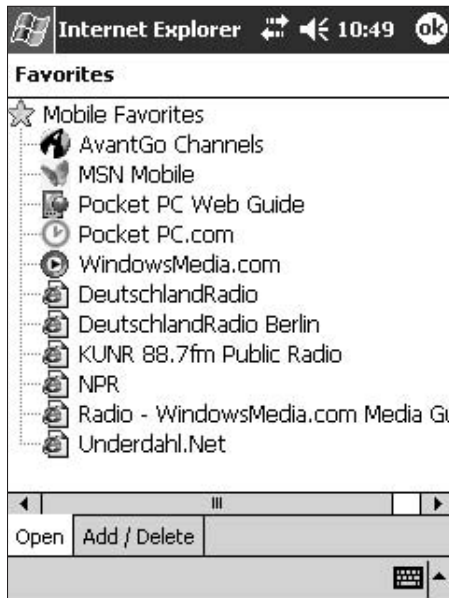 Internet Explorer 10:49 ok
Favorites
Mobile Favorites
AvantGo Channels
MSN Mobile
Pocket PC Web Guide
Pocket PC.com
WindowsMedia.com
DeutschlandRadio
DeutschlandRadio Berlin
KUNR 88.7fm Public Radio
NPR
Radio - WindowsMedia.com Media Gu
Underdahl.Net
Open Add / Delete